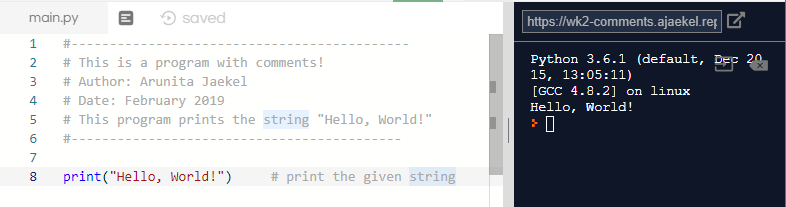 main.py saved
1 #--------------------------------------------
2 # This is a program with comments!
3 # Author: Arunita Jaekel
4 # Date: February 2019
5 # This program prints the string "Hello, World!"
6 #-------------------------------------------
7
8 print("Hello, World!") # print the given string
https://wk2-comments.ajaekel.rep
Python 3.6.1 (default, Dec 20
15, 13:05:11)
[GCC 4.8.2] on linux
Hello, World!